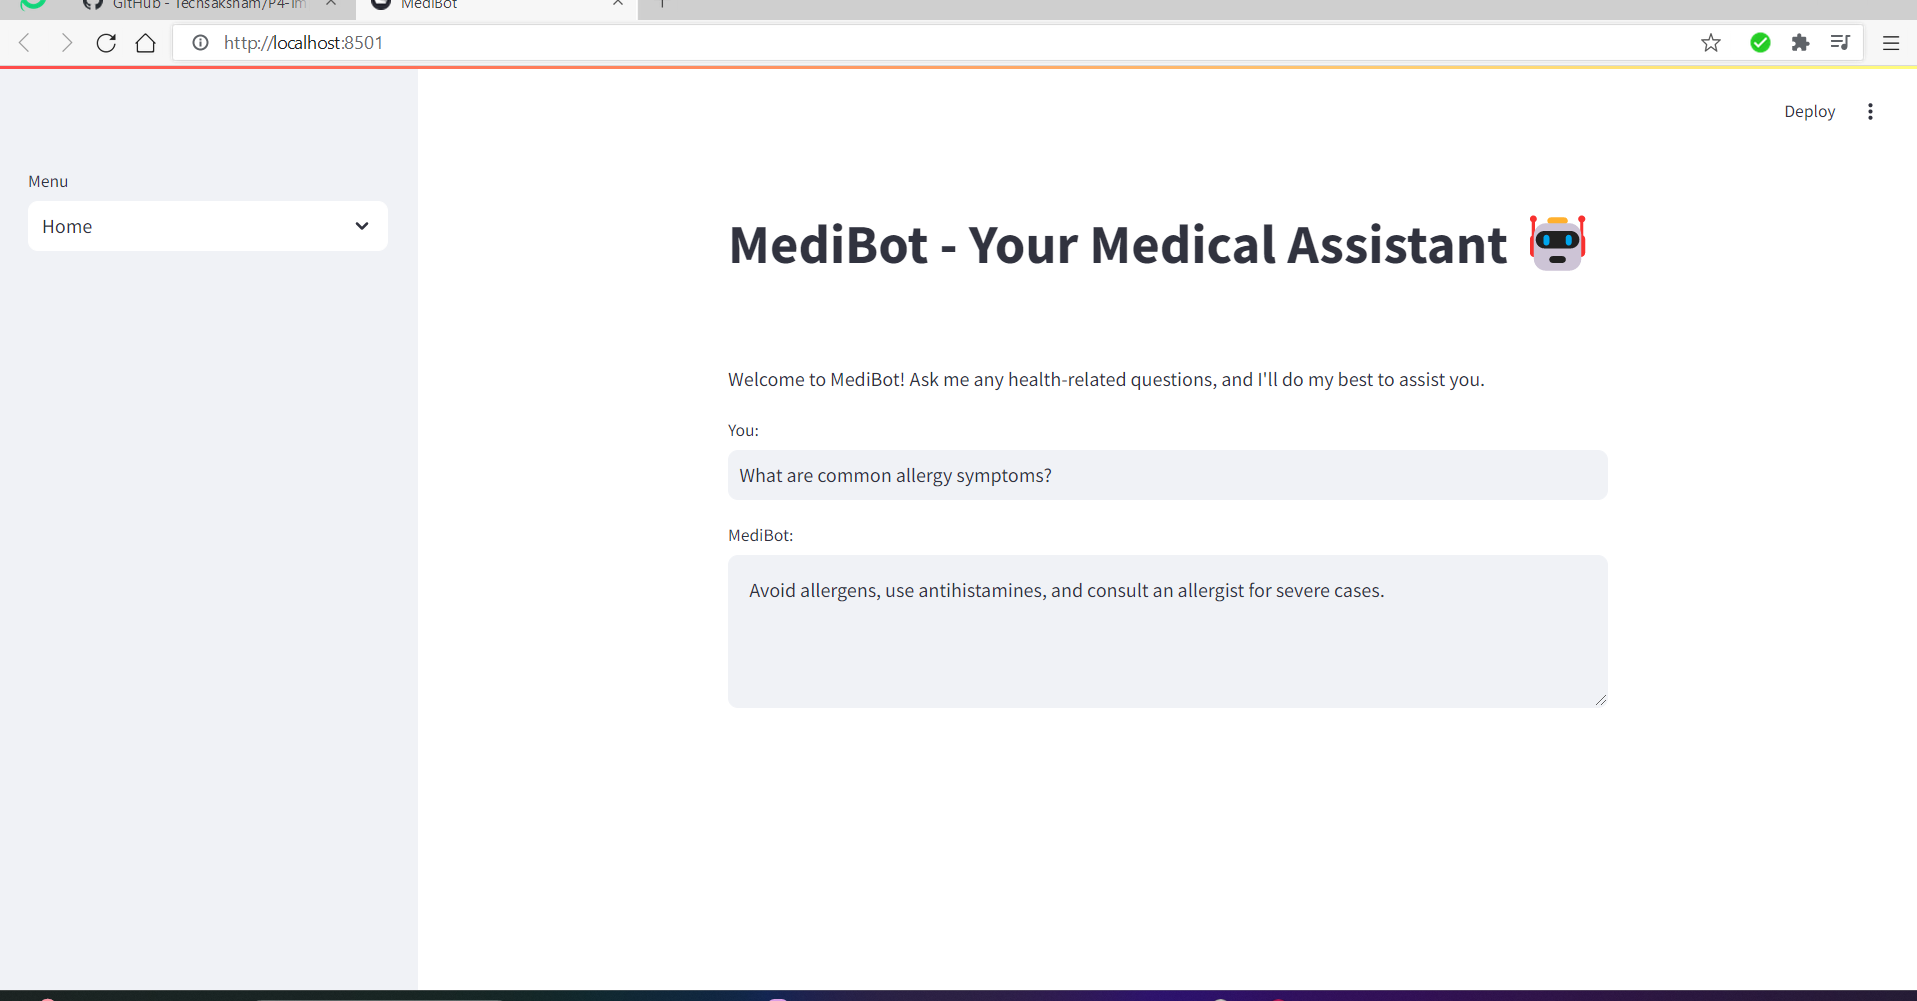 GitHub - Techsaksham/P4-Im
MediBot
http://localhost:8501
Deploy
Menu
Home
MediBot - Your Medical Assistant
Welcome to MediBot! Ask me any health-related questions, and I'll do my best to assist you.
You:
What are common allergy symptoms?
MediBot:
Avoid allergens, use antihistamines, and consult an allergist for severe cases.